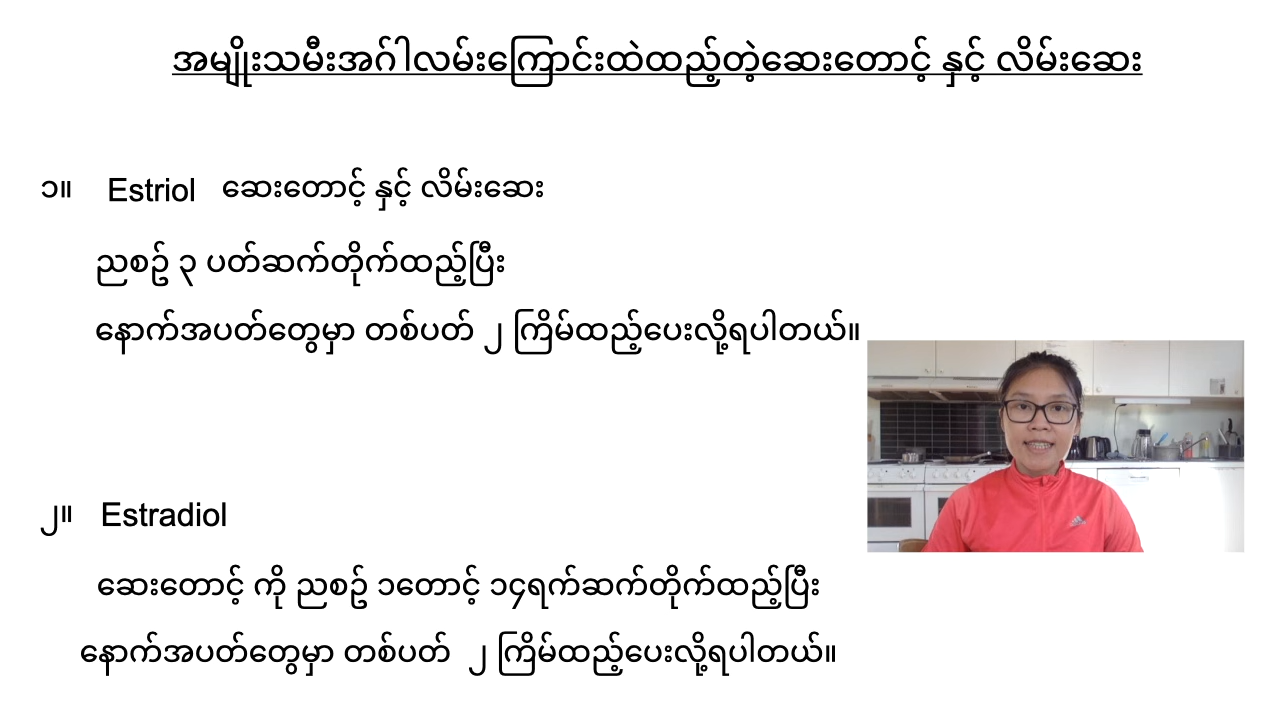 အမျိုးသမီးအင်္ဂါလမ်းကြောင်းထဲထည့်တဲ့ဆေးတောင့် နှင့် လိမ်းဆေး
၁။ Estriol ဆေးတောင့် နှင့် လိမ်းဆေး
ညစဥ် ၃ ပတ်ဆက်တိုက်ထည့်ပြီး
နောက်အပတ်တွေမှာ တစ်ပတ် ၂ ကြိမ်ထည့်ပေးလို့ရပါတယ်။
၂။ Estradiol
ဆေးတောင့် ကို ညစဥ် ၁တောင့် ၁၄ရက်ဆက်တိုက်ထည့်ပြီး
နောက်အပတ်တွေမှာ တစ်ပတ် ၂ ကြိမ်ထည့်ပေးလို့ရပါတယ်။